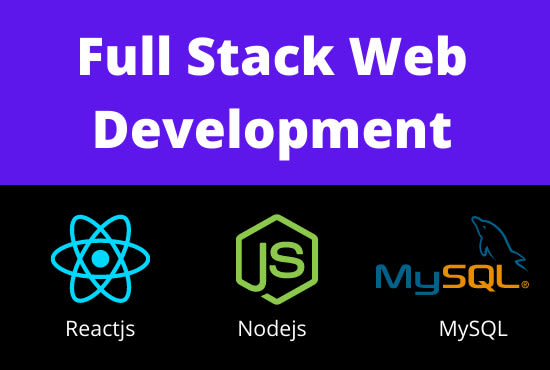 Full Stack Web
Development
JS
MySQL®
Reactjs
Nodejs
MySQL